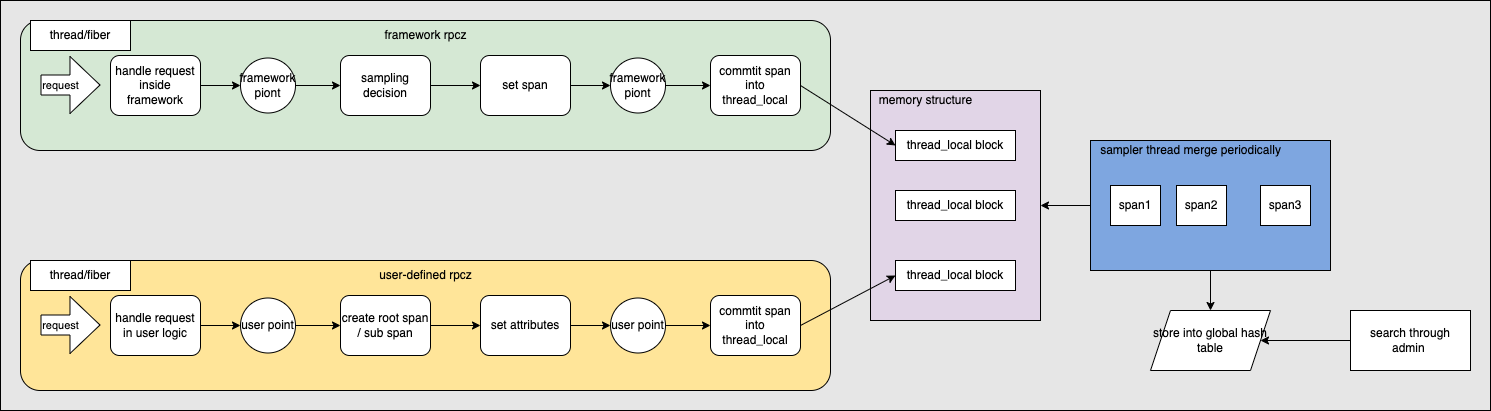 thread/fiber
framework rpcz
request
handle request
inside
framework
framework
piont
sampling
decision
set span
framework
piont
commtit span
into
thread_local
memory structure
thread_local block
thread_local block
thread_local block
sampler thread merge periodically
span1
span2
span3
thread/fiber
user-defined rpcz
request
handle request
in user logic
user point
create root span
/ sub span
set attributes
user point
commtit span
into
thread_local
store into global hash
table
search through
admin